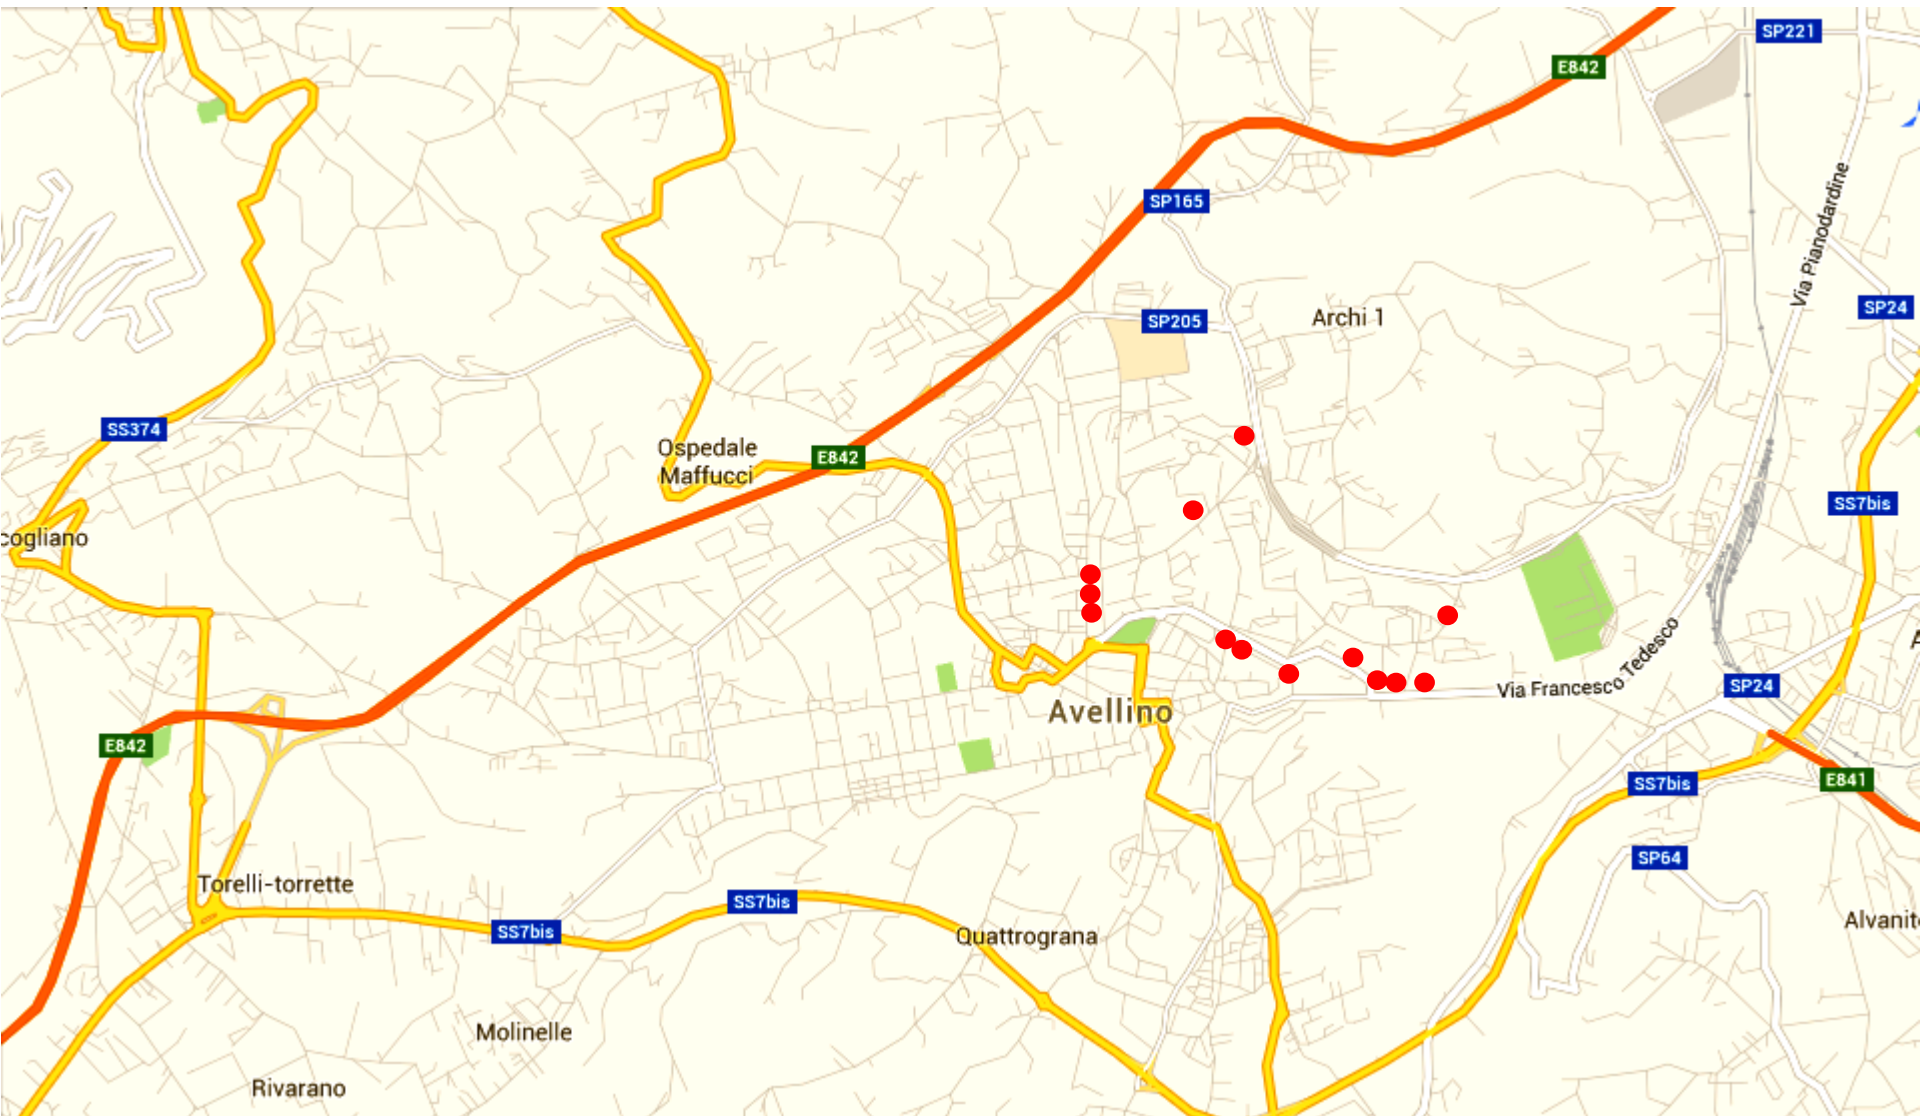 SP221
E842
SP165
Via Pianodardine
SP24
Archi 1
SP205
SS374
Ospedale
Maffucci
E842
SS7bis
cogliano
Via Francesco Tedesco
SP24
Avellino
E842
E841
SS7bis
SP64
Torelli-torrette
SS7bis
SS7bis
Quattrograna
Alvanit
Molinelle
Rivarano